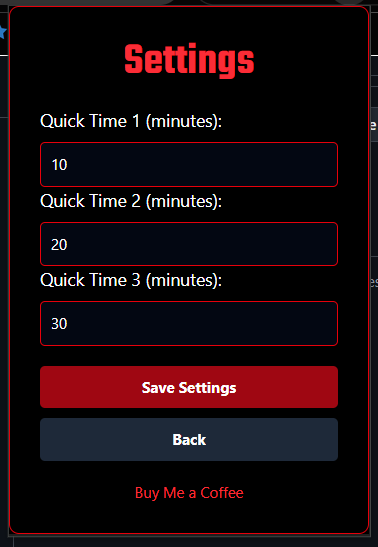 Settings
Quick Time 1 (minutes):
10
Quick Time 2 (minutes):
20
Quick Time 3 (minutes):
30
Save Settings
Back
Buy Me a Coffee